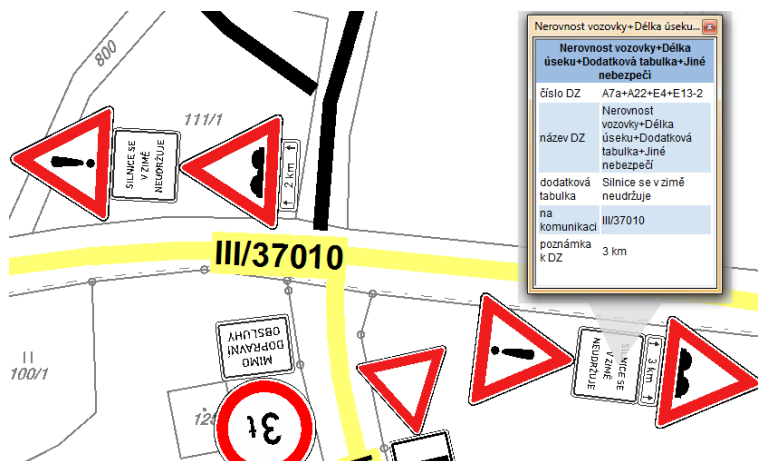 Nerovnost vozovky+Délka úseku...
Nerovnost vozovky+Délka
úseku+Dodatková tabulka+Jiné
nebezpečí
číslo DZ A7a+A22+E4+E13-2
název DZ Nerovnost
vozovky+Délka
úseku+Dodatková
tabulka+Jiné
nebezpečí
dodatková
tabulka Silnice se v zimě
neudržuje
na
komunikaci III/37010
poznámka
k DZ 3 km
800
111/1
SILNICE SE
V ZIMĚ
NEUDRŽUJE
2 km
III/37010
MIMO
DOPRAVNÍ
OBSLUHY
100/1
3t
SILNICE SE
V ZIMĚ
NEUDRŽUJE
3 km